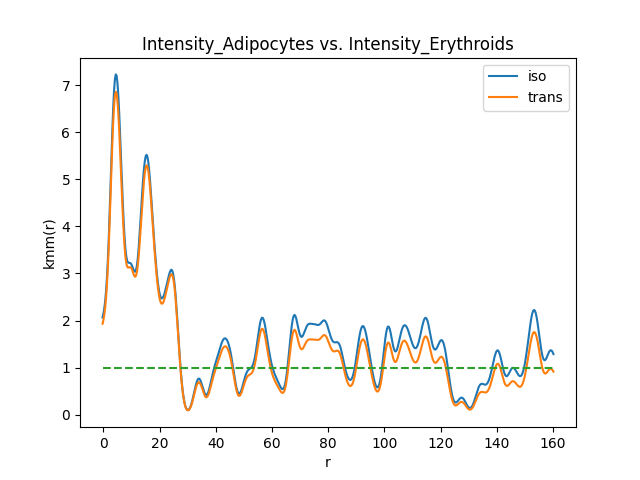 Intensity_Adipocytes vs. Intensity_Erythroids
iso
trans
kmm(r)
7
6
5
4
3
2
1
0
0 20 40 60 80 100 120 140 160
r